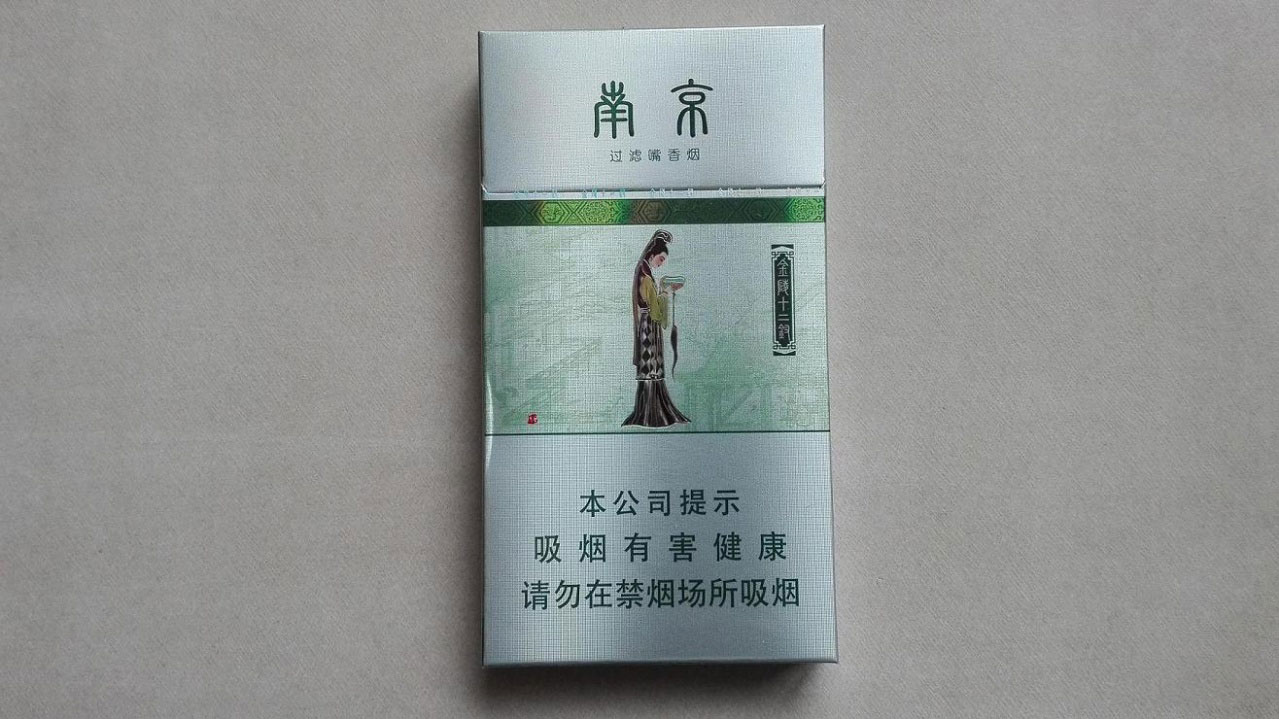 南京
过滤嘴香烟
金陵十二钗
本公司提示
吸烟有害健康
请勿在禁烟场所吸烟